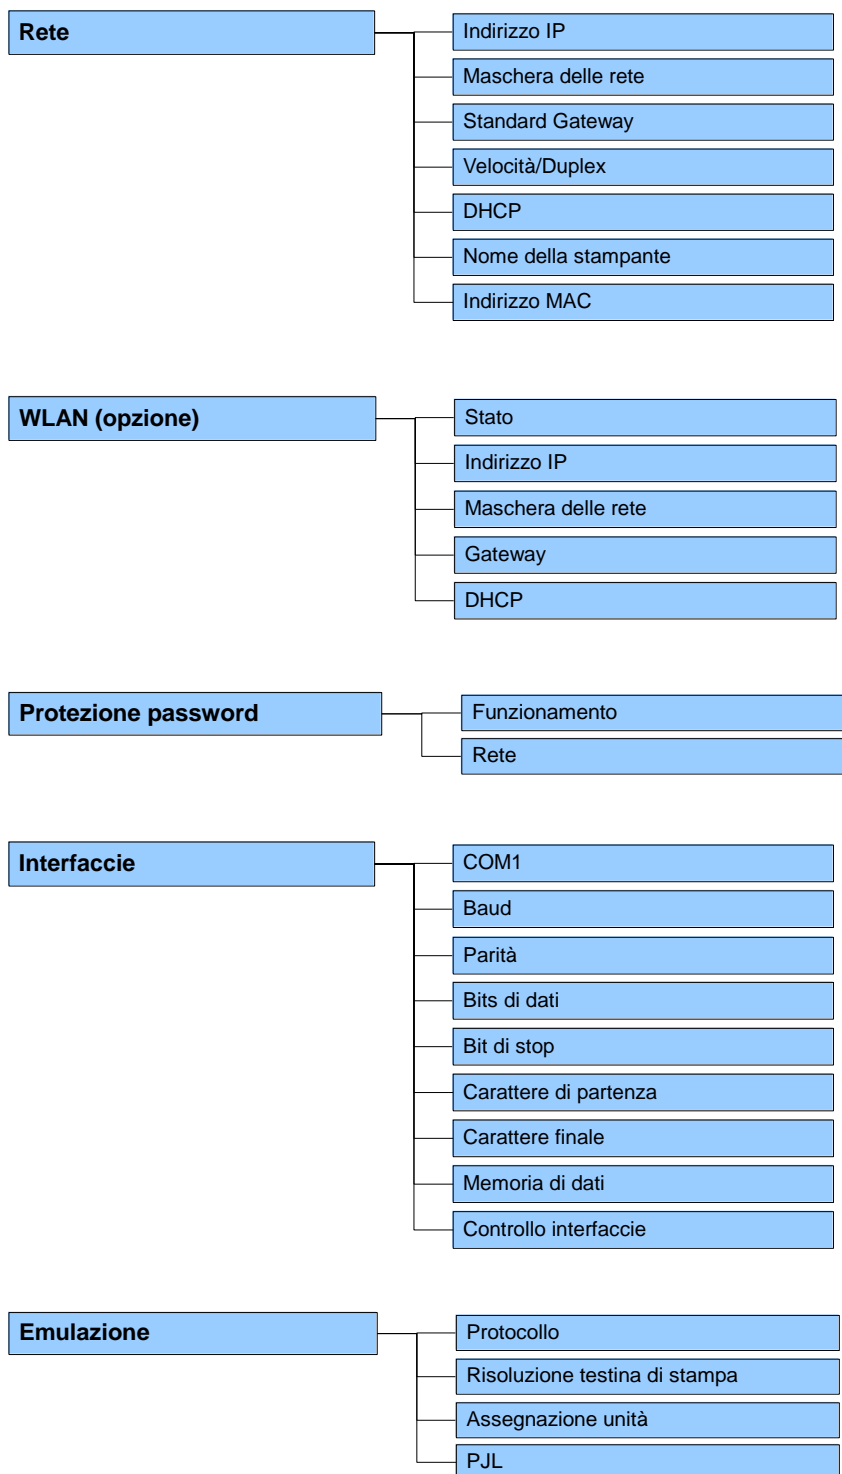 Rete
Indirizzo IP
Maschera delle rete
Standard Gateway
Velocità/Duplex
DHCP
Nome della stampante
Indirizzo MAC
WLAN (opzione)
Stato
Indirizzo IP
Maschera delle rete
Gateway
DHCP
Protezione password
Funzionamento
Rete
Interfaccie
COM1
Baud
Parità
Bits di dati
Bit di stop
Carattere di partenza
Carattere finale
Memoria di dati
Controllo interfaccie
Emulazione
Protocollo
Risoluzione testina di stampa
Assegnazione unità
PJL